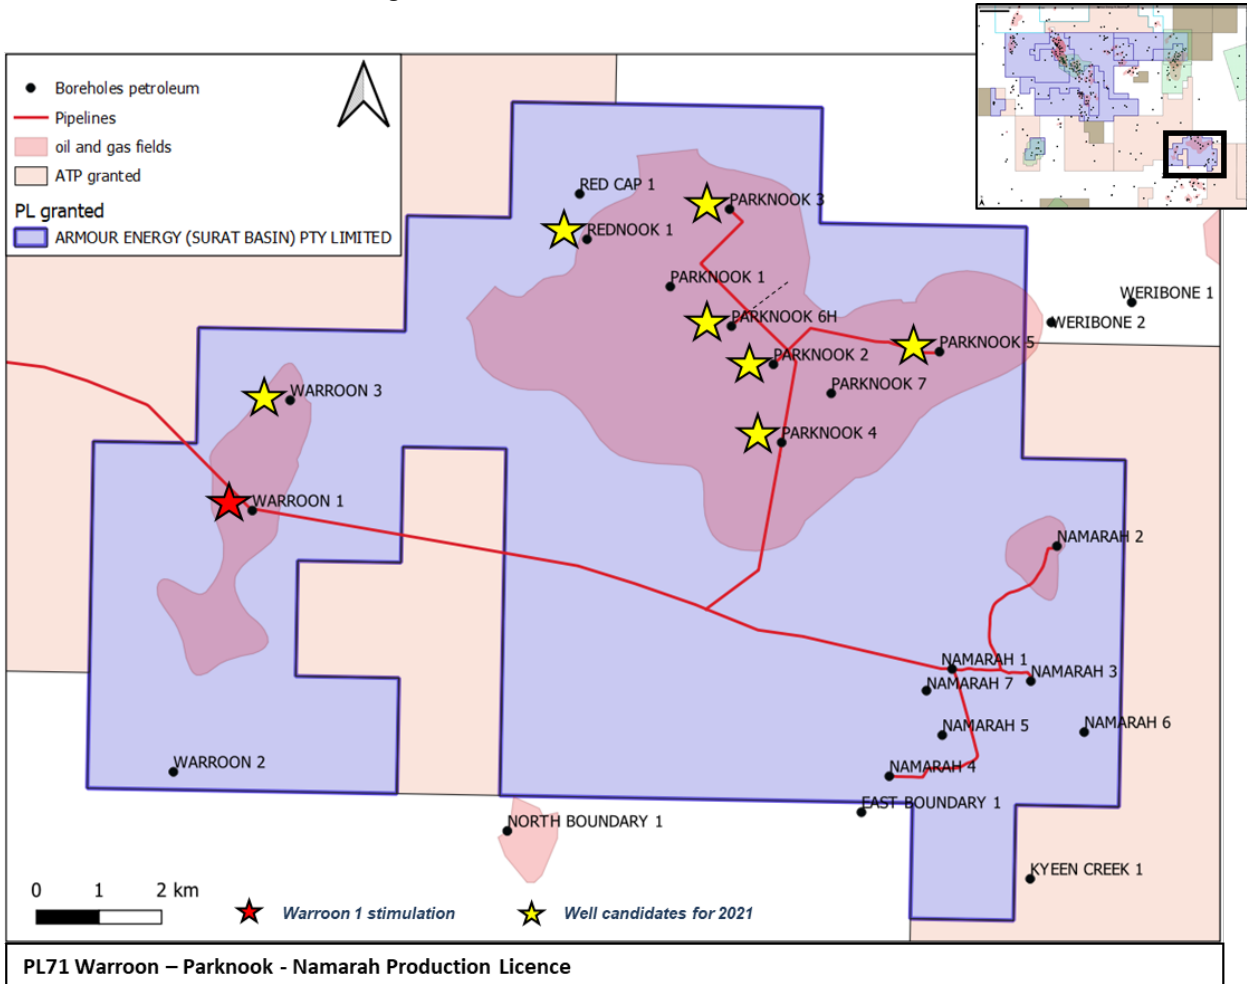 Boreholes petroleum
Pipelines
oil and gas fields
ATP granted
PL granted
ARMOUR ENERGY (SURAT BASIN) PTY LIMITED
RED CAP 1
PARKNOOK 3
REDNOOK 1
PARKNOOK 1
WERIBONE 1
PARKNOOK 6H
WERIBONE 2
PARKNOOK 5
PARKNOOK 2
WARROON 3
PARKNOOK 7
PARKNOOK 4
WARROON 1
NAMARAH 2
NAMARAH 1
NAMARAH 3
NAMARAH 7
NAMARAH 5
NAMARAH 6
WARROON 2
NAMARAH 4
EAST BOUNDARY 1
NORTH BOUNDARY 1
KYEEN CREEK 1
0 1 2 km
Warroon 1 stimulation
Well candidates for 2021
PL71 Warroon – Parknook - Namarah Production Licence